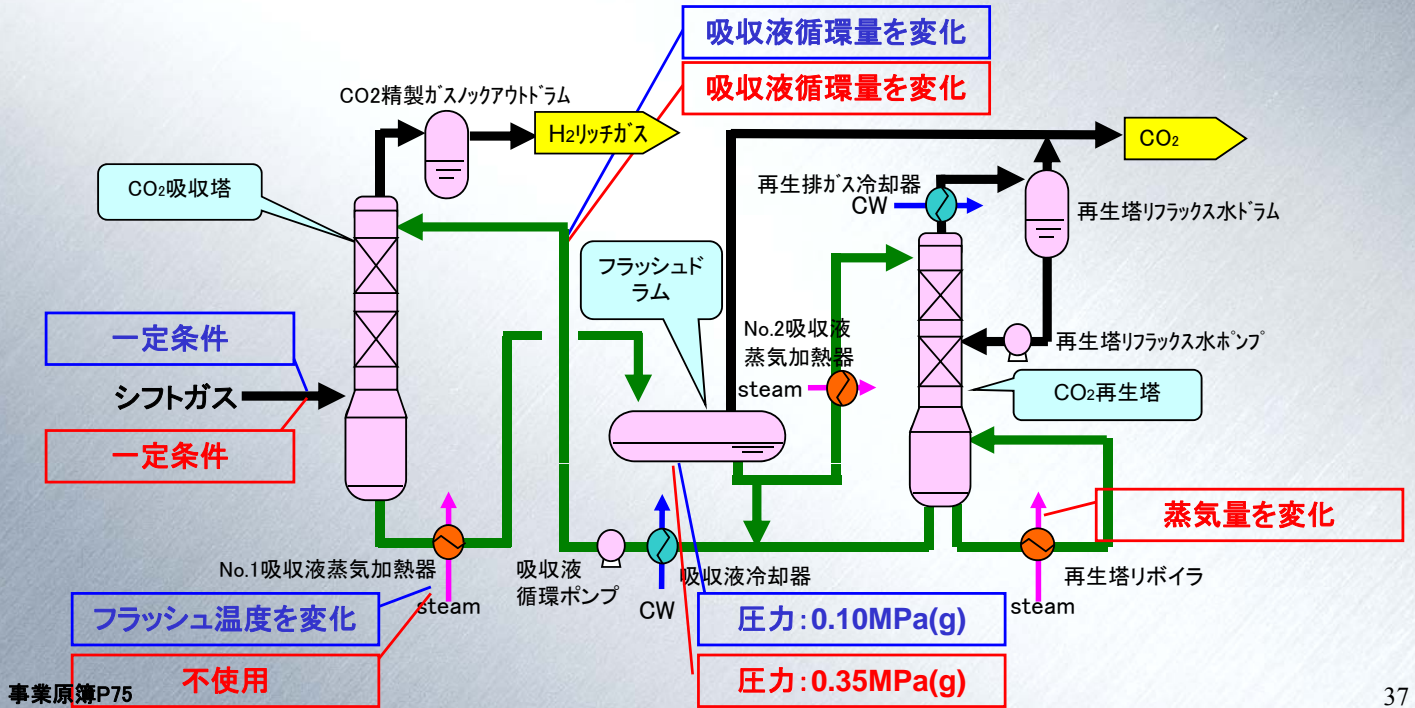 吸収液循環量を変化
吸収液循環量を変化
CO2精製ガスノックアウトドラム
H2リッチガス
CO2
CO2吸収塔
再生排ガス冷却器
CW
再生塔リフラックス水ドラム
フラッシュド
ラム
一定条件
No.2吸収液
蒸気加熱器
steam
再生塔リフラックス水ポンプ
シフトガス
CO2再生塔
一定条件
蒸気量を変化
No.1吸収液蒸気加熱器
steam
吸収液
循環ポンプ
吸収液冷却器
CW
再生塔リボイラ
steam
フラッシュ温度を変化
圧力:0.10MPa(g)
不使用
圧力:0.35MPa(g)
事業原簿P75
37